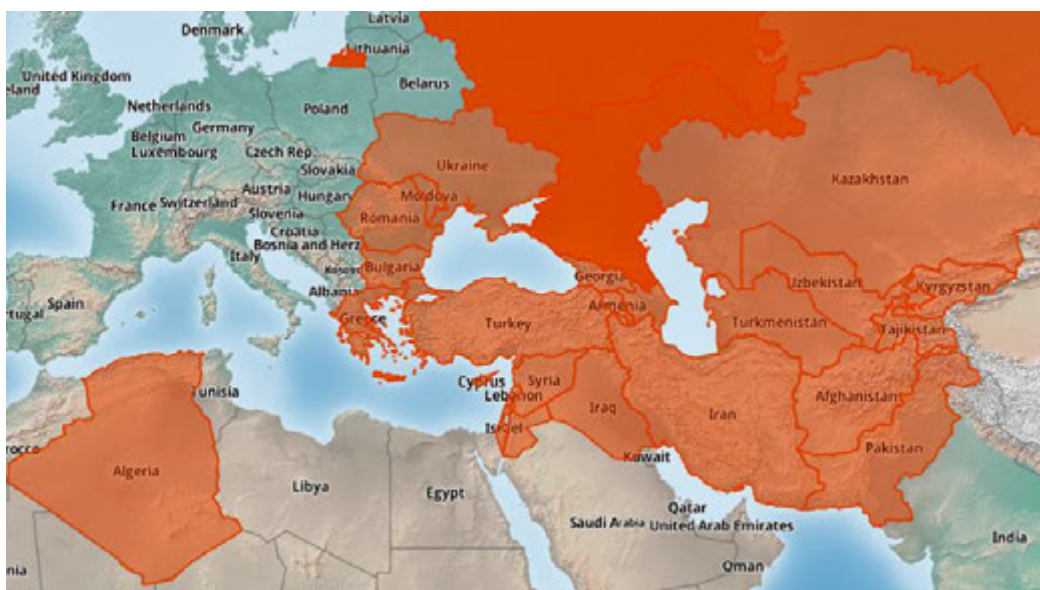 Latvia
Denmark
Lithuania
United Kingdom
eland
Belarus
Netherlands
Poland
Germany
Belgium
Luxembourg
Czech Rep.
Slovakia
Ukraine
Kazakhstan
Austria
Hungary
Moldova
France
Switzerland
Slovenia
Romania
Croatia
Bosnia and Herz
Italy
Kosovo
Bulgaria
Georgia
Uzbekistan
Kyrgyzstan
Albania
Spain
Armenia
rtugal
Greece
Turkey
Turkmenistan
Tajikistan
Tunisia
Cyprus
Syria
Lebanon
Iraq
Iran
Afghanistan
Israel
rocco
Pakistan
Kuwait
Algeria
Libya
Egypt
Qatar
Saudi Arabia
United Arab Emirates
India
nia
Oman